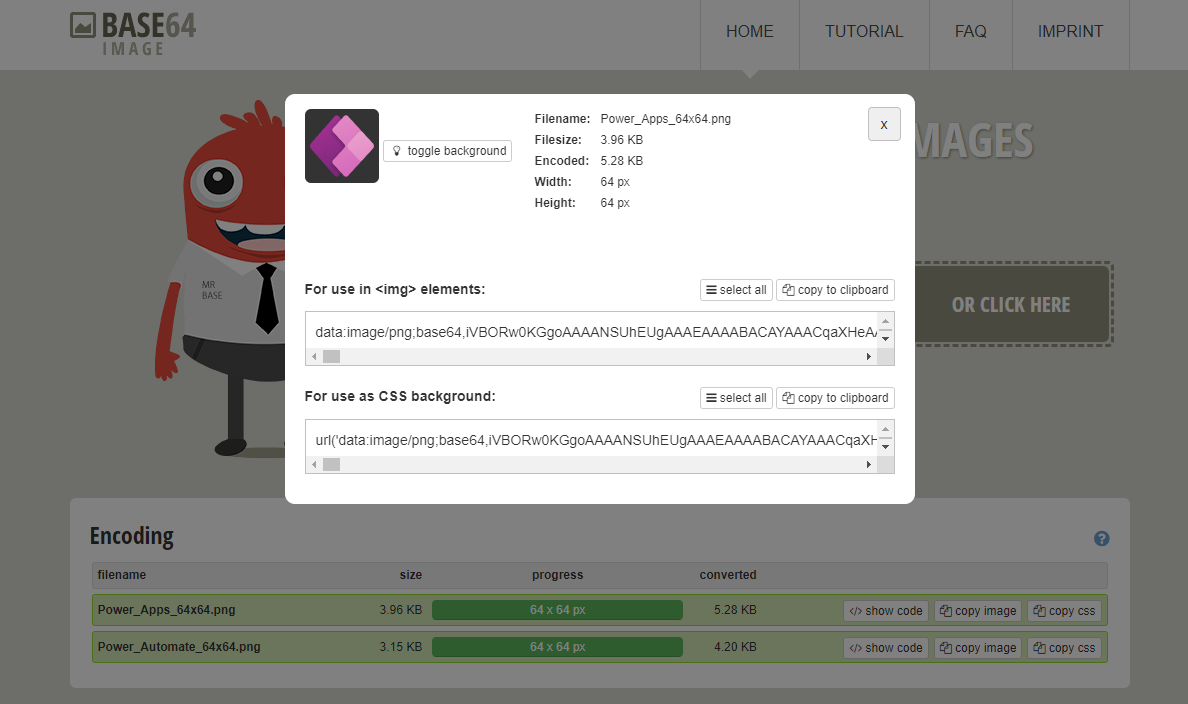 BASE64
IMAGE
HOME
TUTORIAL
FAQ
IMPRINT
MAGES
MR
BASE
OR CLICK HERE
toggle background
Filename: Power_Apps_64x64.png
Filesize: 3.96 KB
Encoded: 5.28 KB
Width: 64 px
Height: 64 px
x
For use in <img> elements:
select all
copy to clipboard
data:image/png;base64,iVBORw0KGgoAAAANSUhEUgAAAEAAAABACAYAAACqaXHeA
For use as CSS background:
select all
copy to clipboard
url('data:image/png;base64,iVBORw0KGgoAAAANSUhEUgAAAEAAAABACAYAAACqaXH
Encoding
?
filename size progress converted
Power_Apps_64x64.png 3.96 KB 64 x 64 px 5.28 KB </> show code copy image copy css
Power_Automate_64x64.png 3.15 KB 64 x 64 px 4.20 KB </> show code copy image copy css